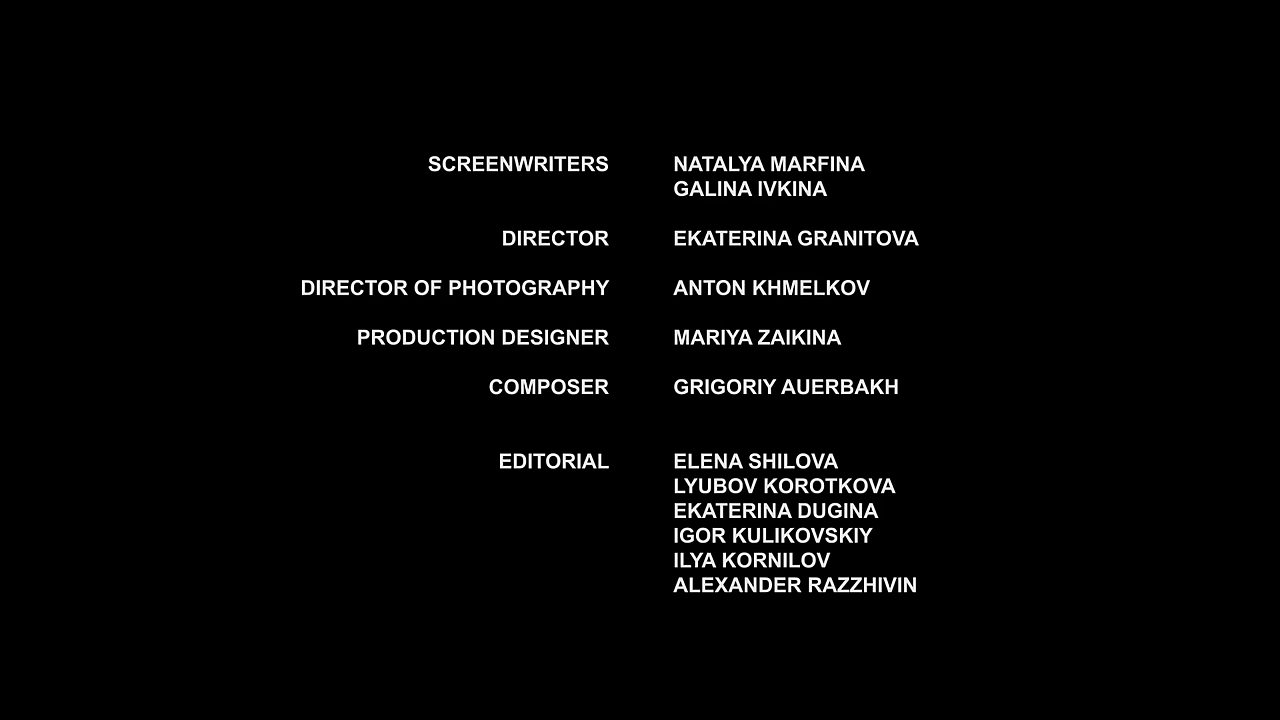 SCREENWRITERS NATALYA MARFINA
GALINA IVKINA
DIRECTOR EKATERINA GRANITOVA
DIRECTOR OF PHOTOGRAPHY ANTON KHMELKOV
PRODUCTION DESIGNER MARIYA ZAIKINA
COMPOSER GRIGORIY AUERBAKH
EDITORIAL ELENA SHILOVA
LYUBOV KOROTKOVA
EKATERINA DUGINA
IGOR KULIKOVSKIY
ILYA KORNILOV
ALEXANDER RAZZHIVIN